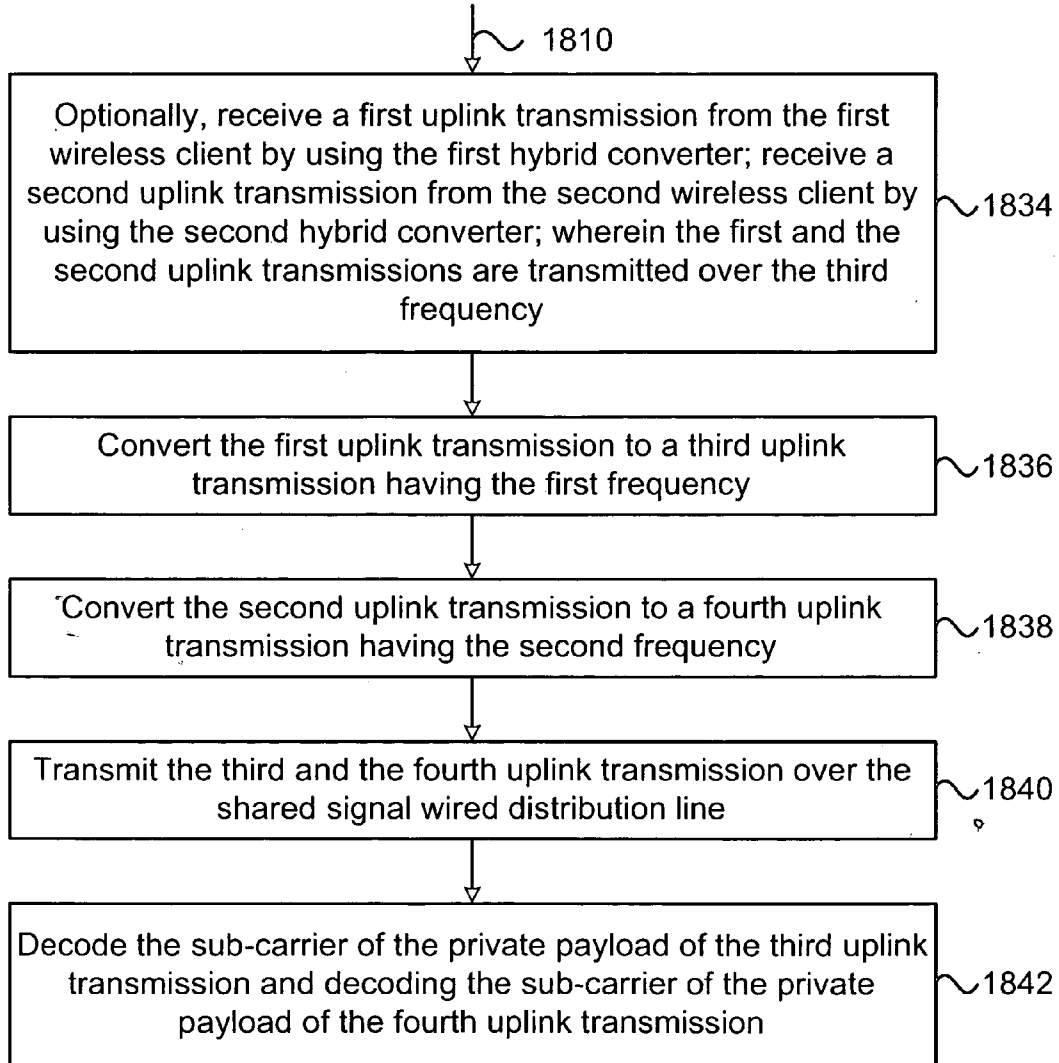 1810
Optionally, receive a first uplink transmission from the first
wireless client by using the first hybrid converter; receive a
second uplink transmission from the second wireless client by
using the second hybrid converter; wherein the first and the
second uplink transmissions are transmitted over the third
frequency
1834
Convert the first uplink transmission to a third uplink
transmission having the first frequency
1836
Convert the second uplink transmission to a fourth uplink
transmission having the second frequency
1838
Transmit the third and the fourth uplink transmission over the
shared signal wired distribution line
1840
Decode the sub-carrier of the private payload of the third uplink
transmission and decoding the sub-carrier of the private
payload of the fourth uplink transmission
1842